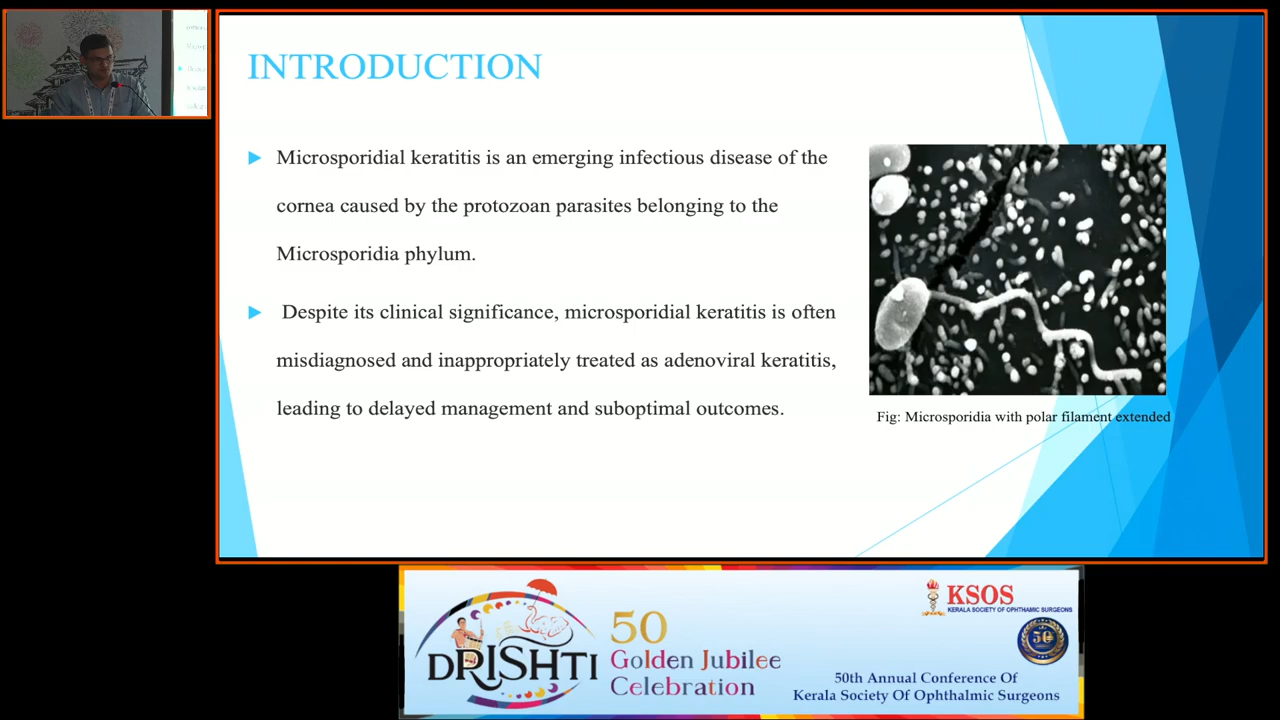 INTRODUCTION
Microsporidial keratitis is an emerging infectious disease of the
cornea caused by the protozoan parasites belonging to the
Microsporidia phylum.
Despite its clinical significance, microsporidial keratitis is often
misdiagnosed and inappropriately treated as adenoviral keratitis,
leading to delayed management and suboptimal outcomes.
Fig: Microsporidia with polar filament extended
DRISHTI
50
Golden Jubilee
Celebration
KSOS
KERALA SOCIETY OF OPHTHAMIC SURGEONS
50
50th Annual Conference Of
Kerala Society Of Ophthalmic Surgeons